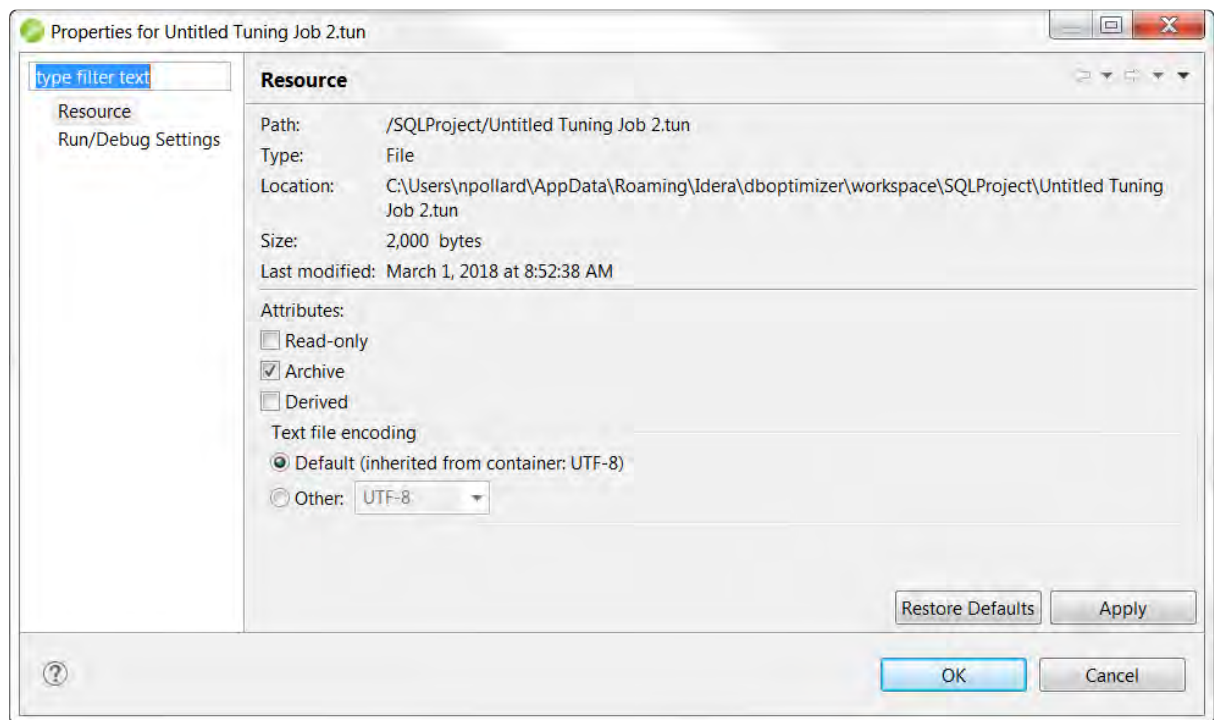 Properties for Untitled Tuning Job 2.tun
type filter text
Resource
Run/Debug Settings
Resource
Path: /SQLProject/Untitled Tuning Job 2.tun
Type: File
Location: C:\Users\npollard\AppData\Roaming\Idera\dboptimizer\workspace\SQLProject\Untitled Tuning
Job 2.tun
Size: 2,000 bytes
Last modified: March 1, 2018 at 8:52:38 AM
Attributes:
Read-only
Archive
Derived
Text file encoding
Default (inherited from container: UTF-8)
Other: UTF-8
Restore Defaults Apply
OK Cancel